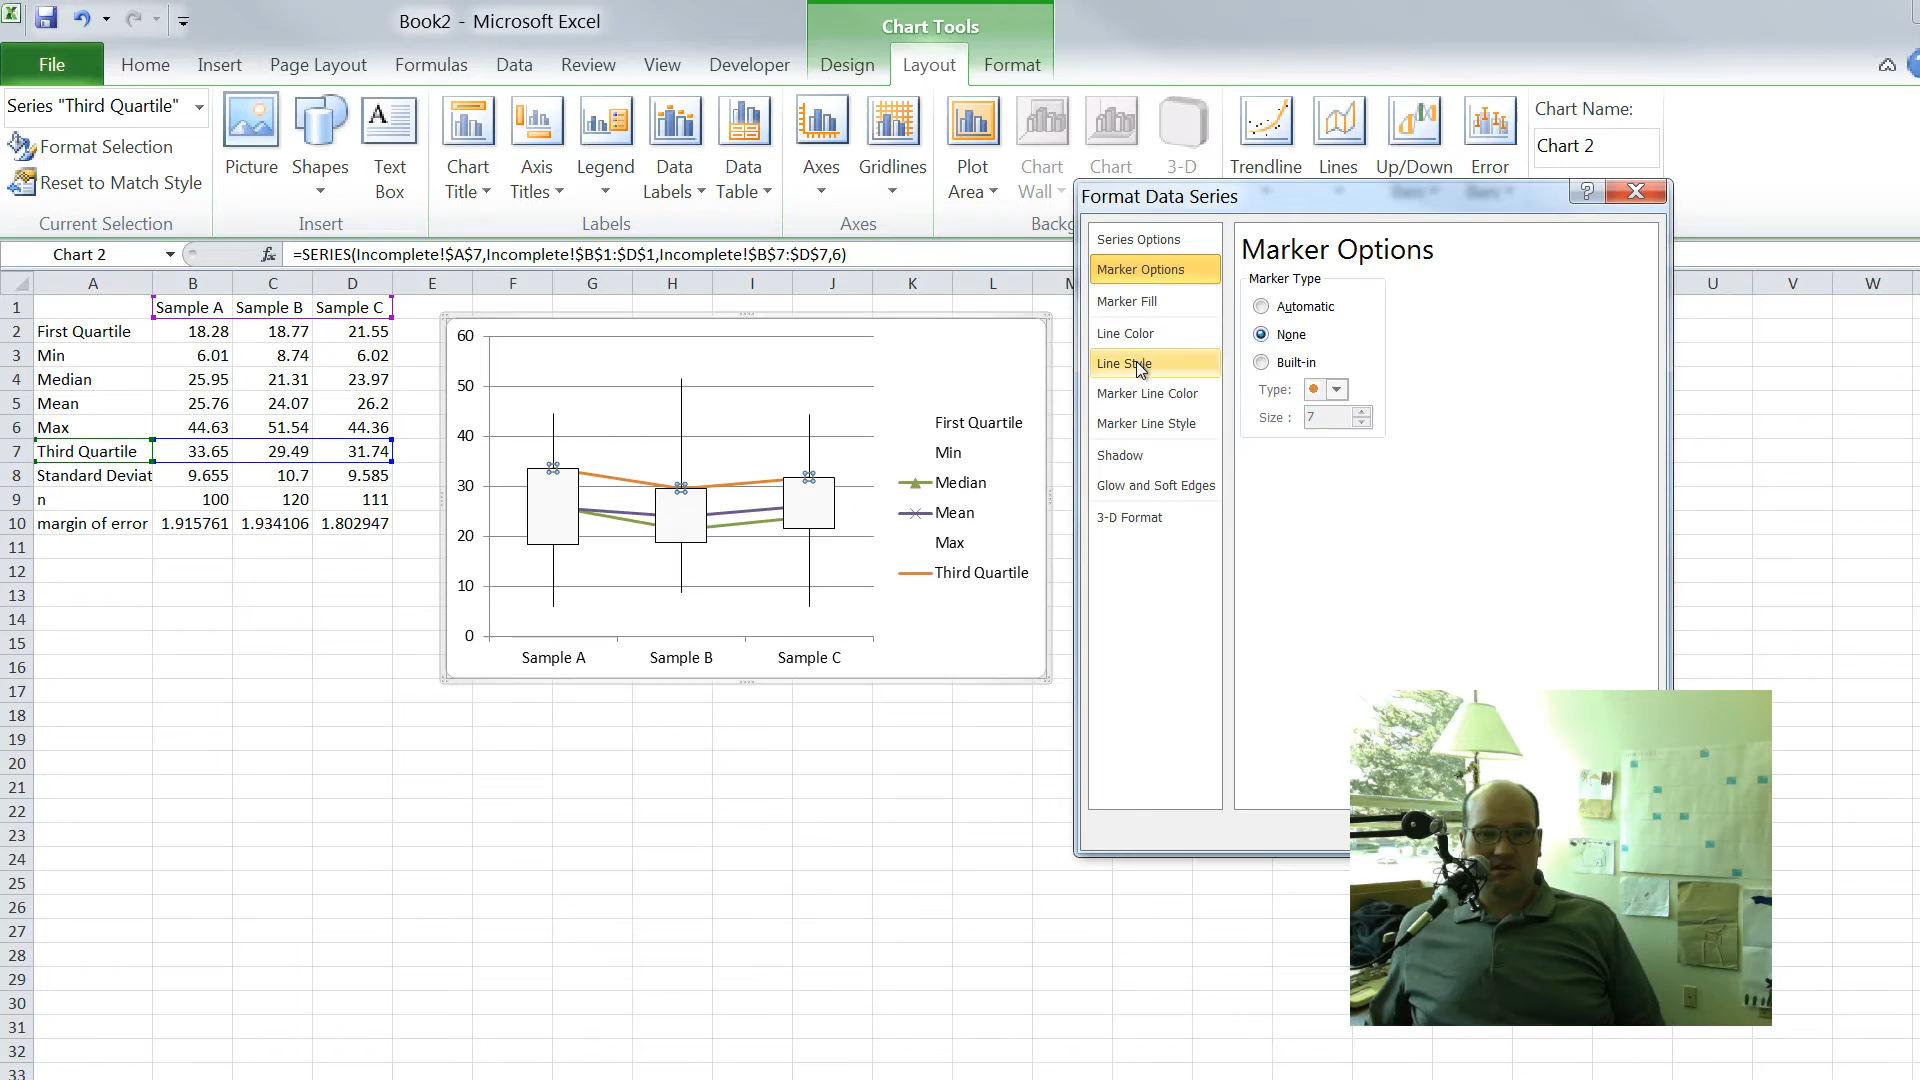 Book2 - Microsoft Excel
Chart Tools
File Home Insert Page Layout Formulas Data Review View Developer Design Layout Format
Series "Third Quartile"
Format Selection
Reset to Match Style
Current Selection
Picture
Shapes
Text Box
Insert
Chart Title
Axis Titles
Legend
Data Labels
Data Table
Labels
Axes
Gridlines
Axes
Plot Area
Chart Wall
Chart
3-D
Trendline
Lines
Up/Down
Error
Chart Name:
Chart 2
Chart 2
fx
=SERIES(Incomplete!$A$7,Incomplete!$B$1:$D$1,Incomplete!$B$7:$D$7,6)
A B C D E F G H I J K L M U V W
1 Sample A Sample B Sample C
2 First Quartile 18.28 18.77 21.55
3 Min 6.01 8.74 6.02
4 Median 25.95 21.31 23.97
5 Mean 25.76 24.07 26.2
6 Max 44.63 51.54 44.36
7 Third Quartile 33.65 29.49 31.74
8 Standard Deviat 9.655 10.7 9.585
9 n 100 120 111
10 margin of error 1.915761 1.934106 1.802947
11
12
13
14
15
16
17
18
19
20
21
22
23
24
25
26
27
28
29
30
31
32
33
60
50
40
30
20
10
0
Sample A Sample B Sample C
First Quartile
Min
Median
Mean
Max
Third Quartile
Format Data Series
Series Options
Marker Options
Marker Fill
Line Color
Line Style
Marker Line Color
Marker Line Style
Shadow
Glow and Soft Edges
3-D Format
Marker Options
Marker Type
Automatic
None
Built-in
Type:
Size : 7